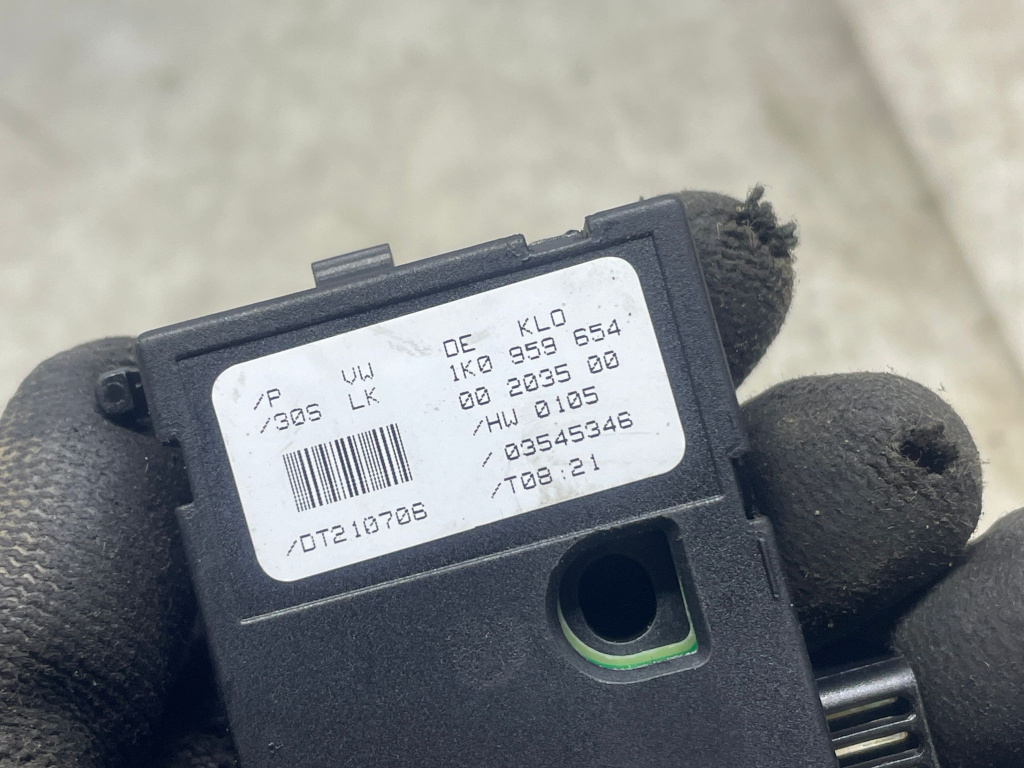 /P VW DE KLO
/30S LK 1K0 959 654
00 2035 00
/HW 0105
/03545346
/DT210706 /T08:21